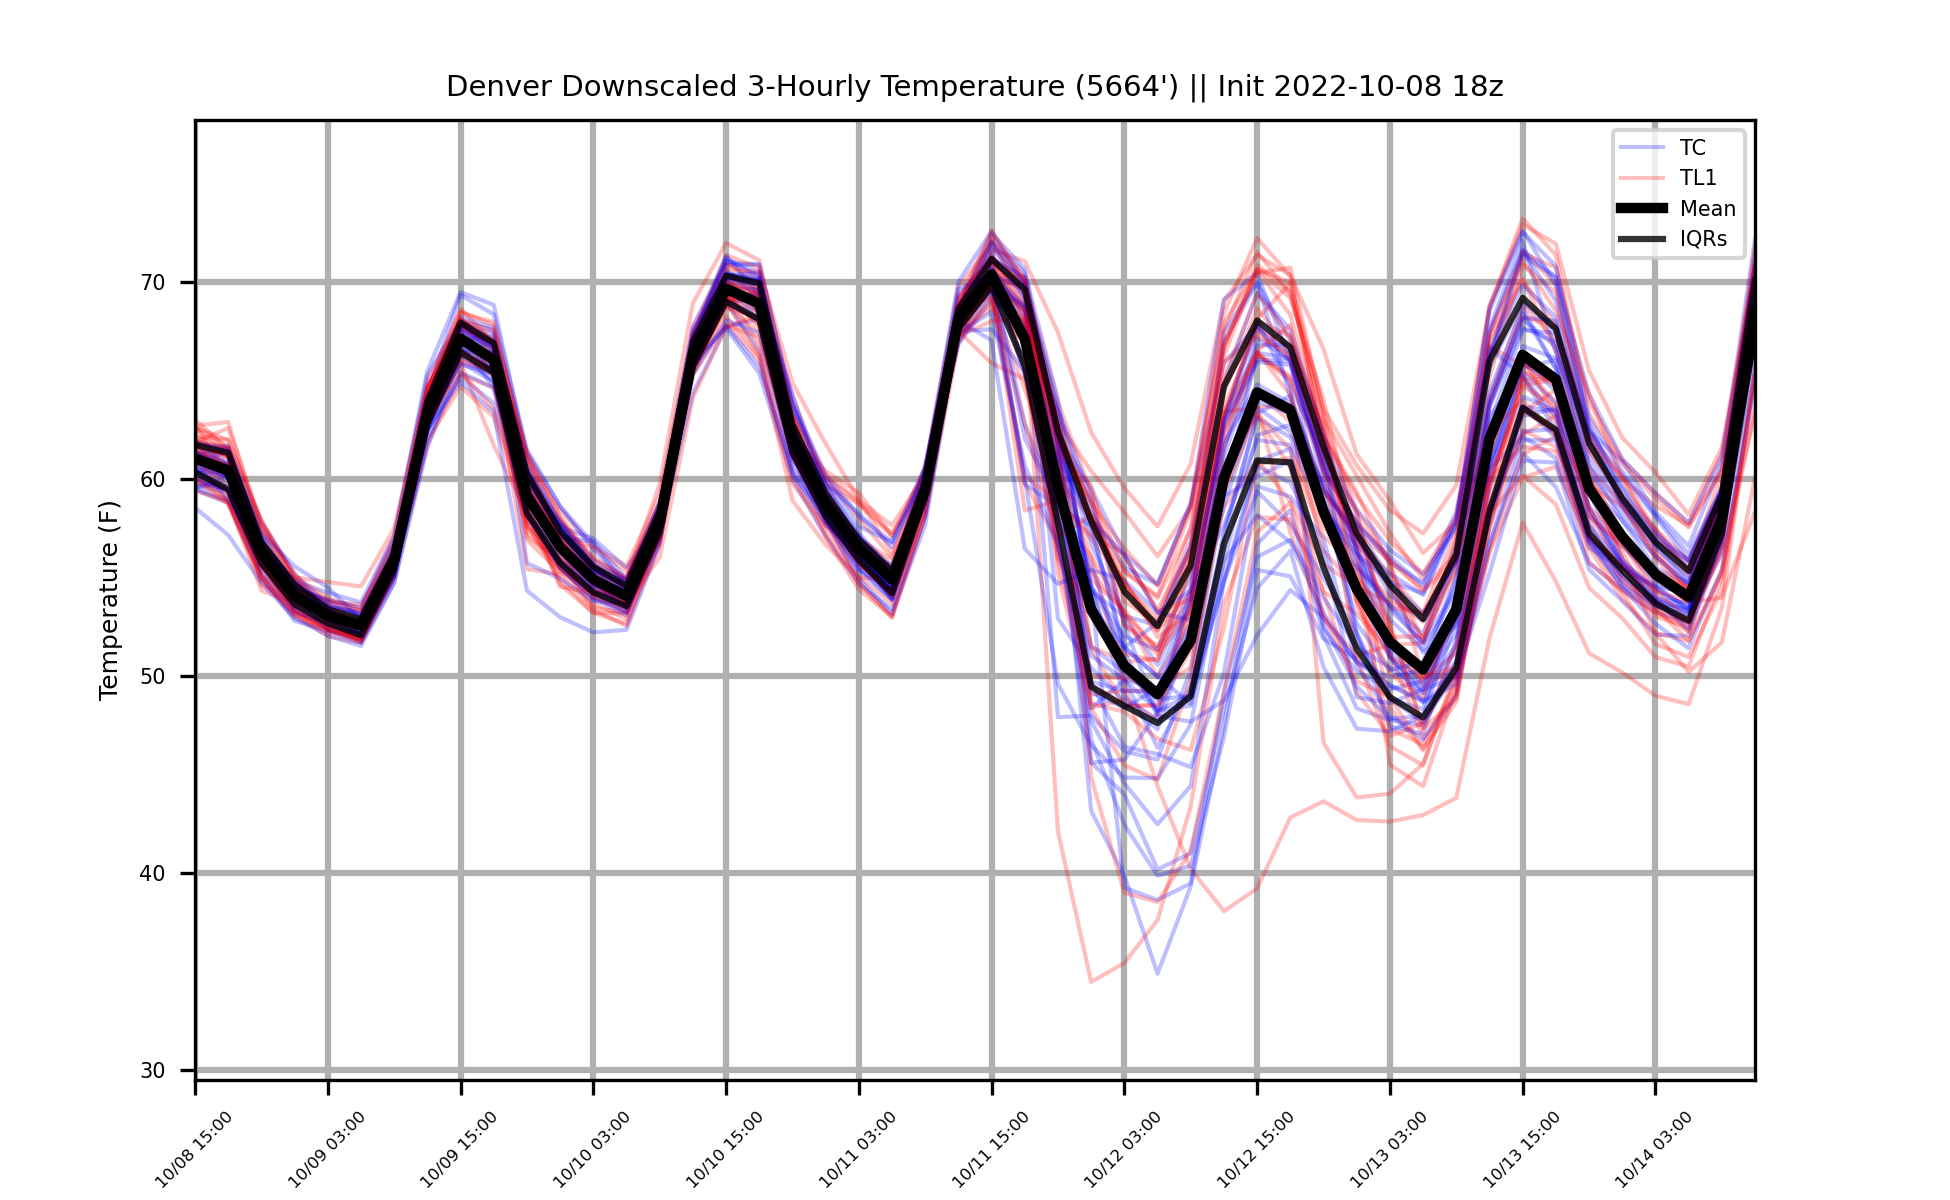 Denver Downscaled 3-Hourly Temperature (5664') || Init 2022-10-08 18z
TC
TL1
Mean
IQRs
Temperature (F)
70
60
50
40
30
10/08 15:00
10/09 03:00
10/09 15:00
10/10 03:00
10/10 15:00
10/11 03:00
10/11 15:00
10/12 03:00
10/12 15:00
10/13 03:00
10/13 15:00
10/14 03:00